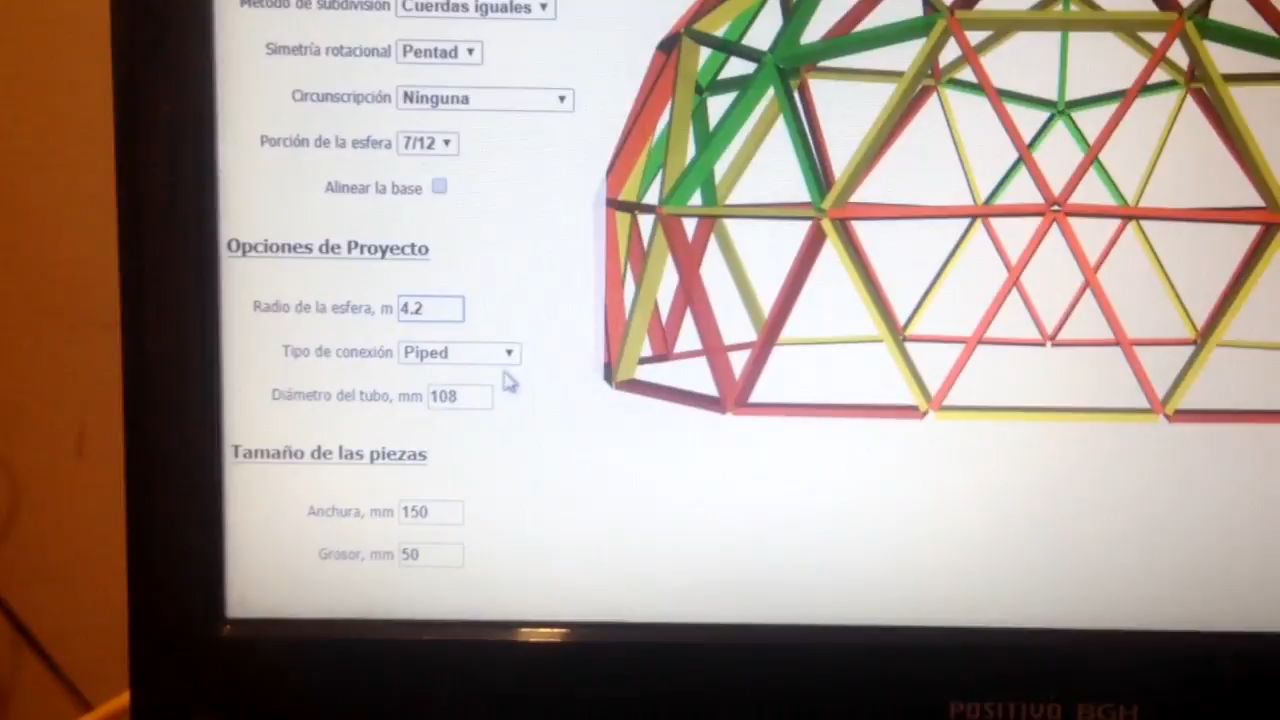 Método de subdivisión Cuerdas iguales
Simetría rotacional Pentad
Circunscripción Ninguna
Porción de la esfera 7/12
Alinear la base
Opciones de Proyecto
Radio de la esfera, m 4.2
Tipo de conexión Piped
Diámetro del tubo, mm 108
Tamaño de las piezas
Anchura, mm 150
Grosor, mm 50
POSITIVO BGH